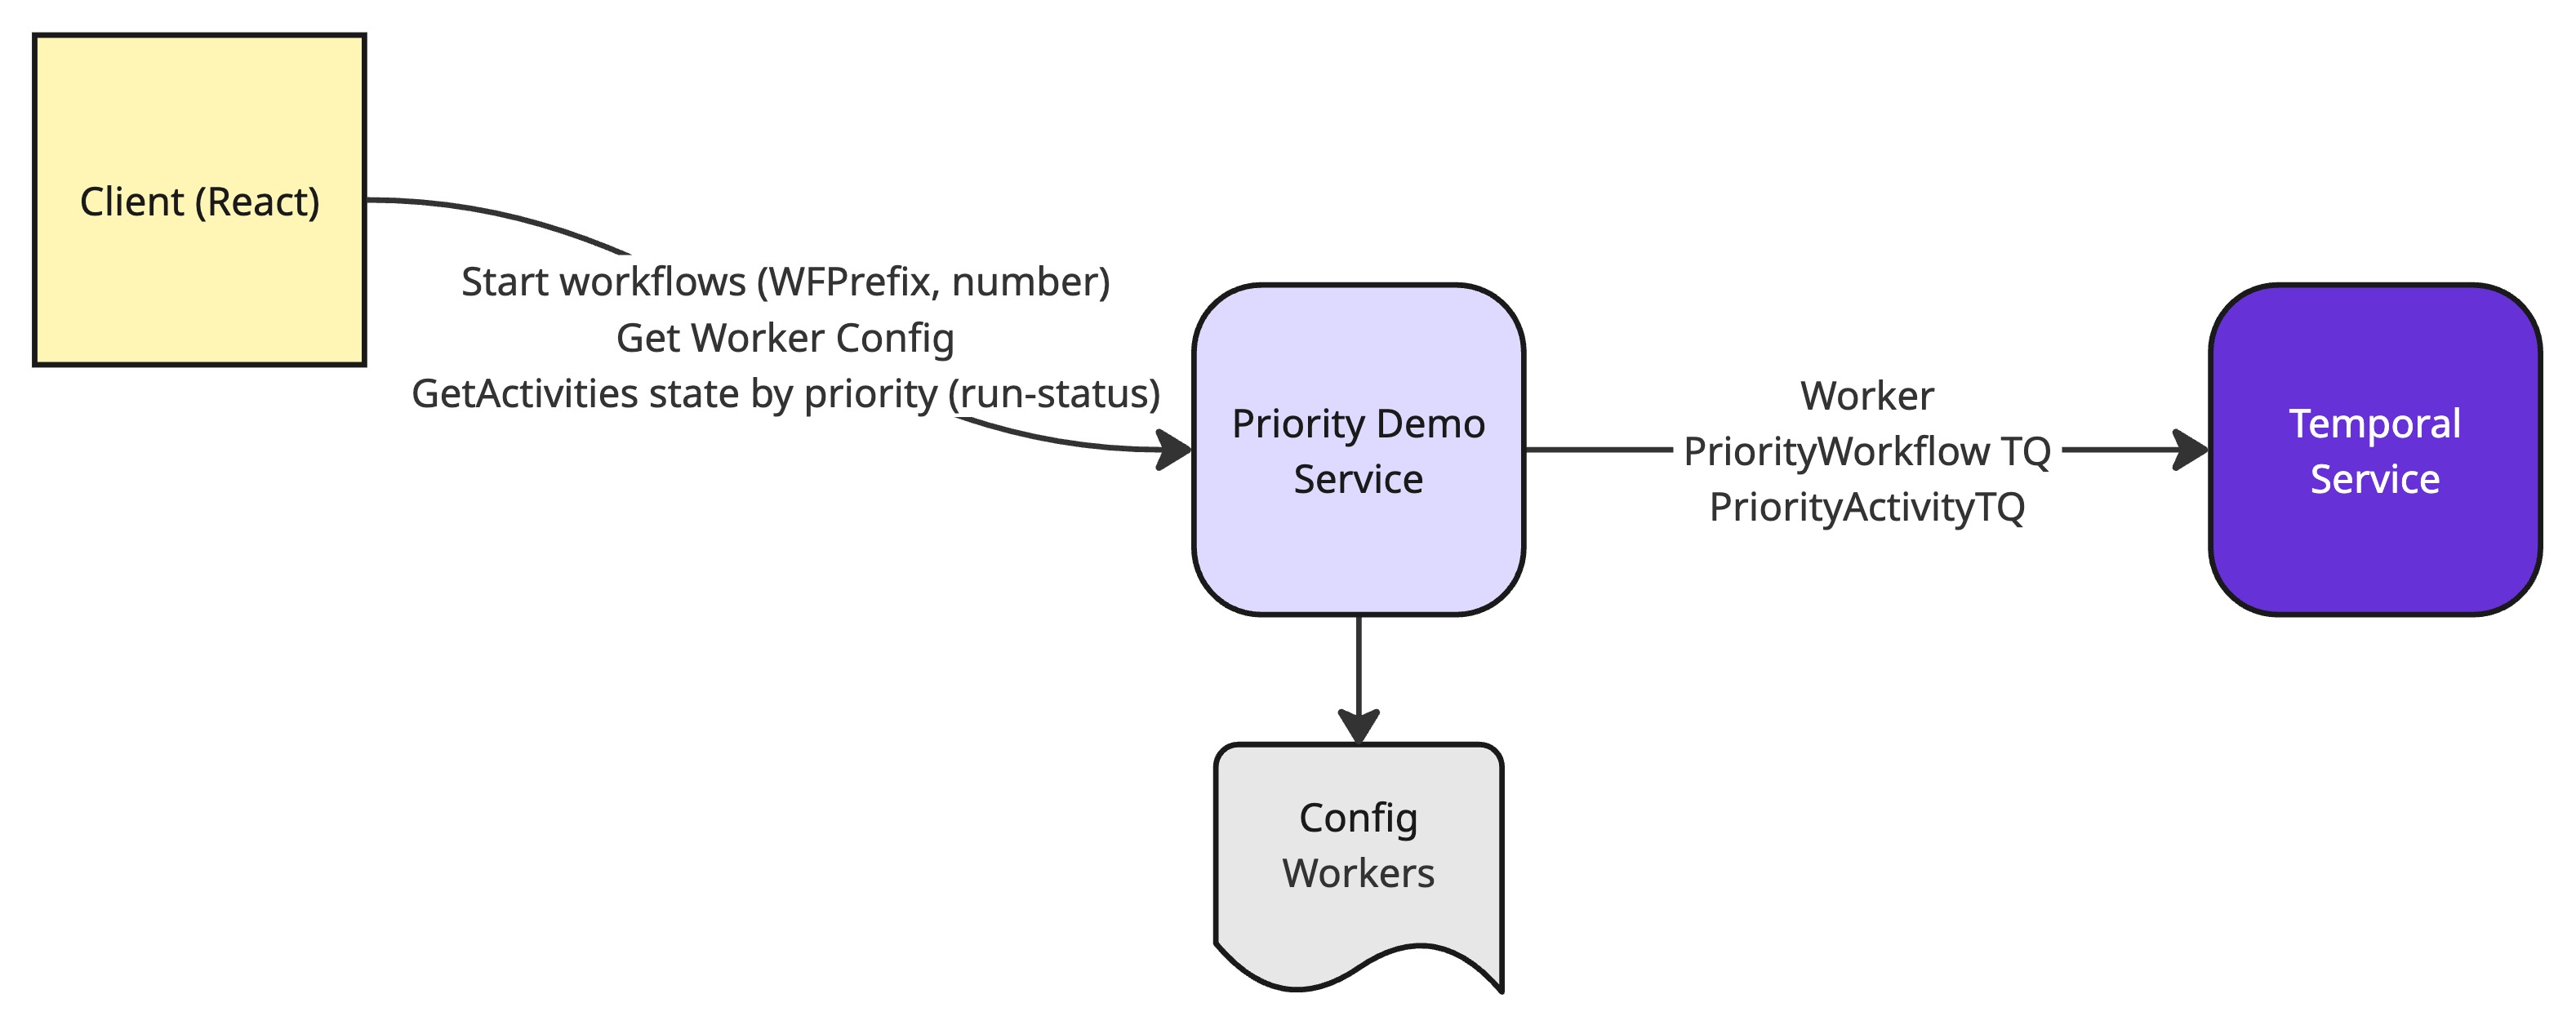 Client (React)
Start workflows (WFPrefix, number)
Get Worker Config
GetActivities state by priority (run-status)
Priority Demo
Service
Worker
PriorityWorkflow TQ
PriorityActivityTQ
Temporal
Service
Config
Workers